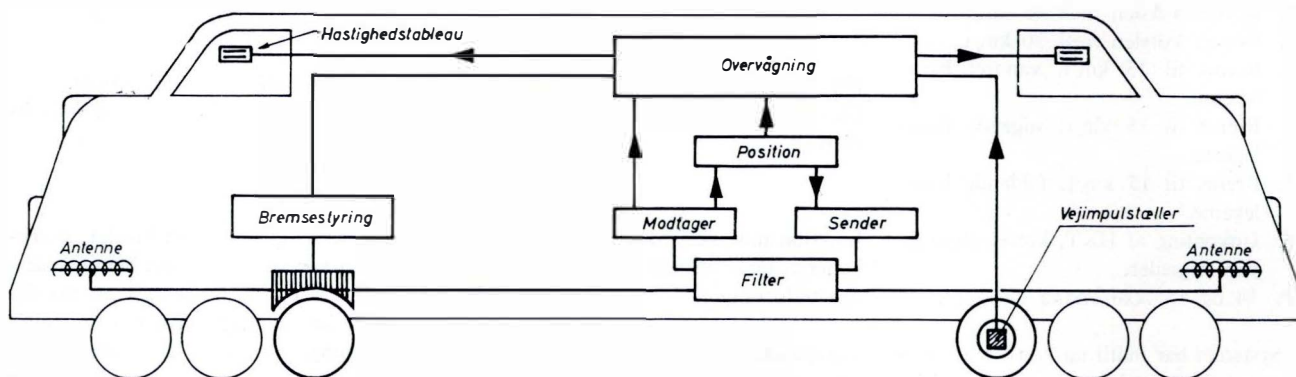 Hastighedstableau
Overvågning
Position
Bremsestyring
Modtager
Sender
Vejimpulstæller
Antenne
Antenne
Filter